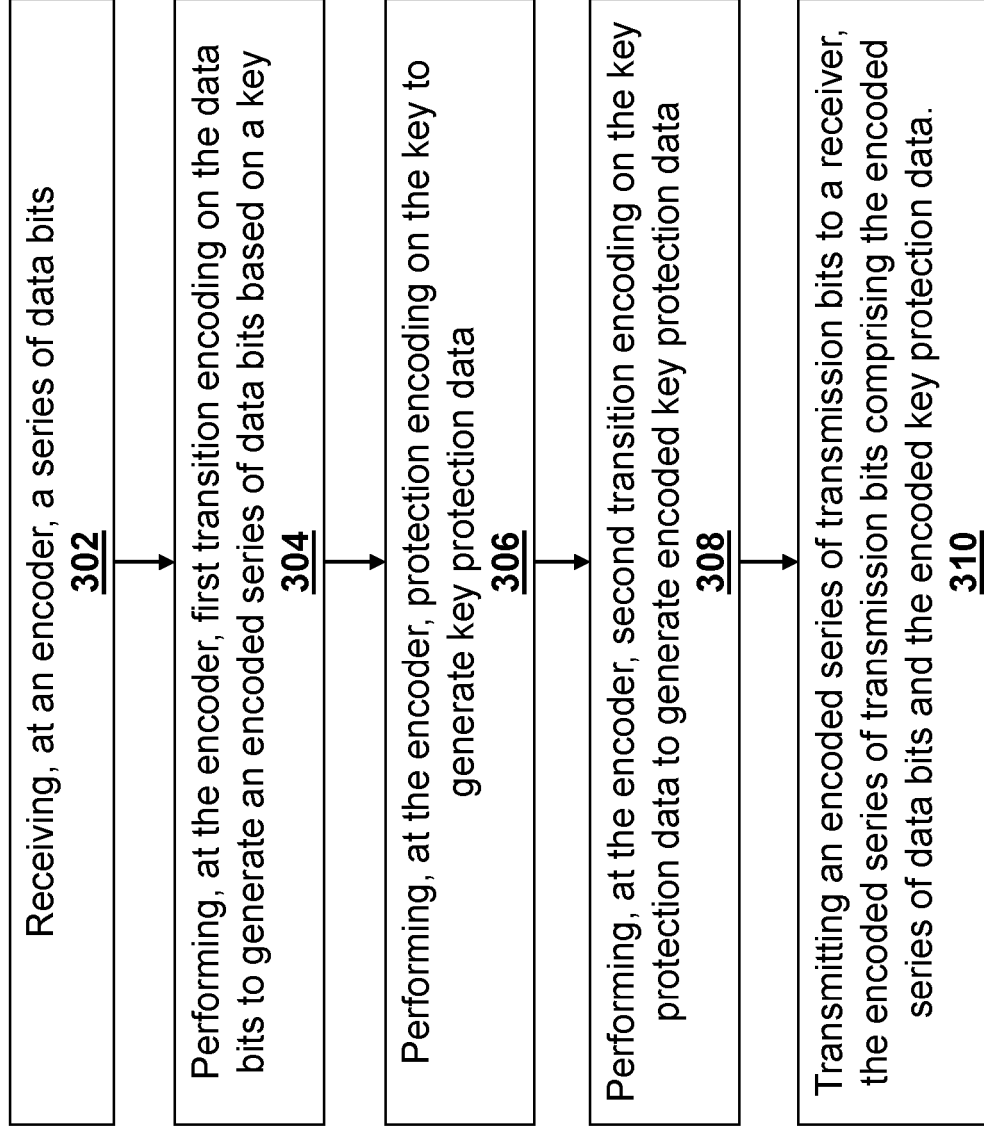 Receiving, at an encoder, a series of data bits
302
Performing, at the encoder, first transition encoding on the data
bits to generate an encoded series of data bits based on a key
304
Performing, at the encoder, protection encoding on the key to
generate key protection data
306
Performing, at the encoder, second transition encoding on the key
protection data to generate encoded key protection data
308
Transmitting an encoded series of transmission bits to a receiver,
the encoded series of transmission bits comprising the encoded
series of data bits and the encoded key protection data.
310